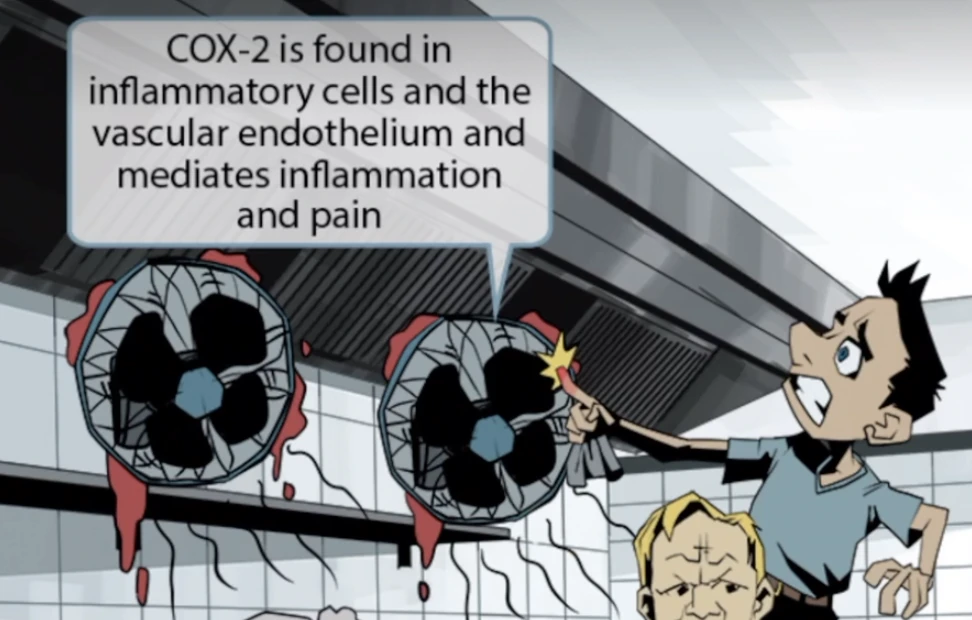 COX-2 is found in
inflammatory cells and the
vascular endothelium and
mediates inflammation
and pain